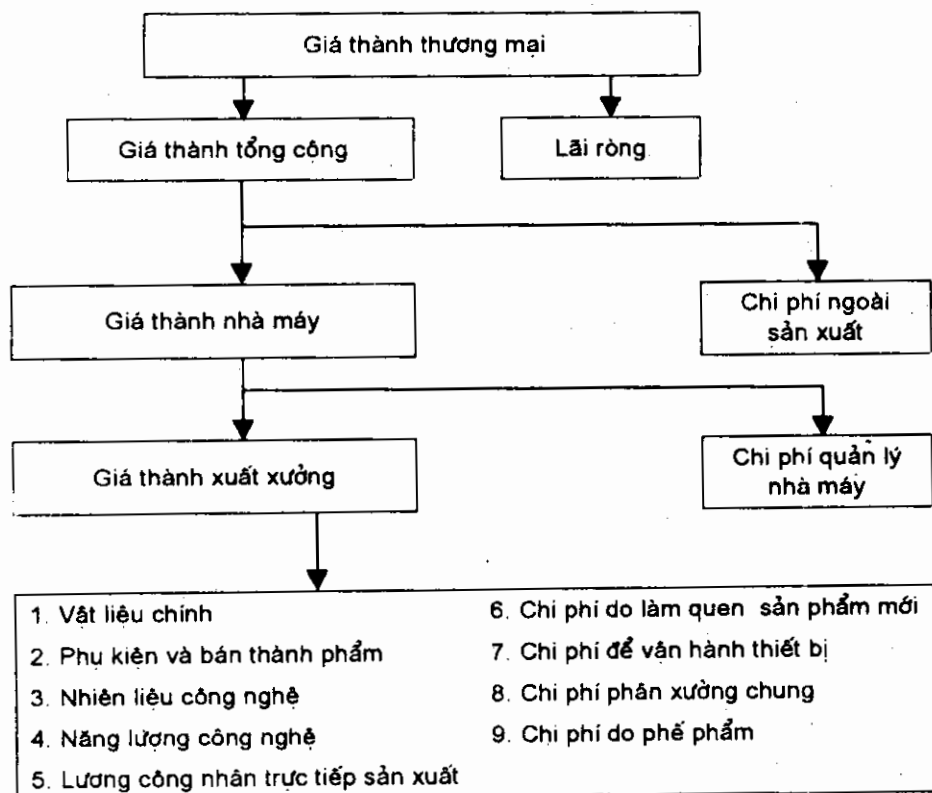 Giá thành thương mại
Giá thành tổng cộng
Lãi ròng
Giá thành nhà máy
Chi phí ngoài
sản xuất
Giá thành xuất xưởng
Chi phí quản lý
nhà máy
1. Vật liệu chính
2. Phụ kiện và bán thành phẩm
3. Nhiên liệu công nghệ
4. Năng lượng công nghệ
5. Lương công nhân trực tiếp sản xuất
6. Chi phí do làm quen sản phẩm mới
7. Chi phí để vận hành thiết bị
8. Chi phí phân xưởng chung
9. Chi phí do phế phẩm